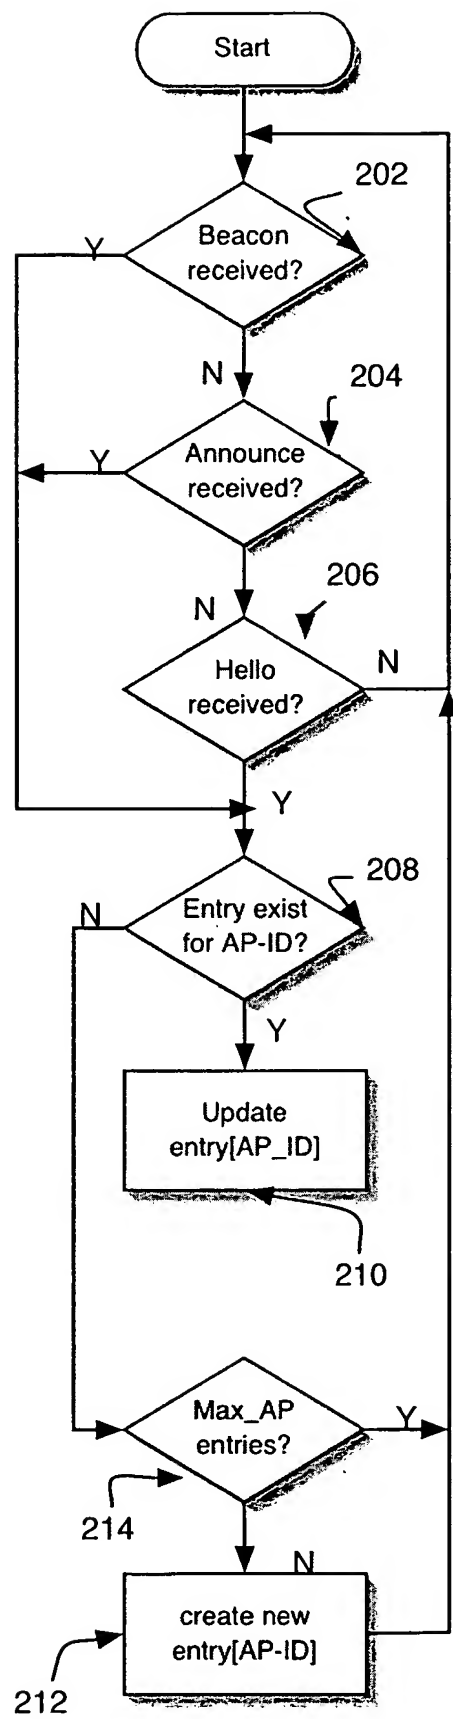 Start
202
Beacon
received?
Y
N
204
Announce
received?
Y
N
206
Hello
received?
N
Y
208
Entry exist
for AP-ID?
N
Y
Update
entry[AP_ID]
210
Max_AP
entries?
Y
214
N
create new
entry[AP-ID]
212